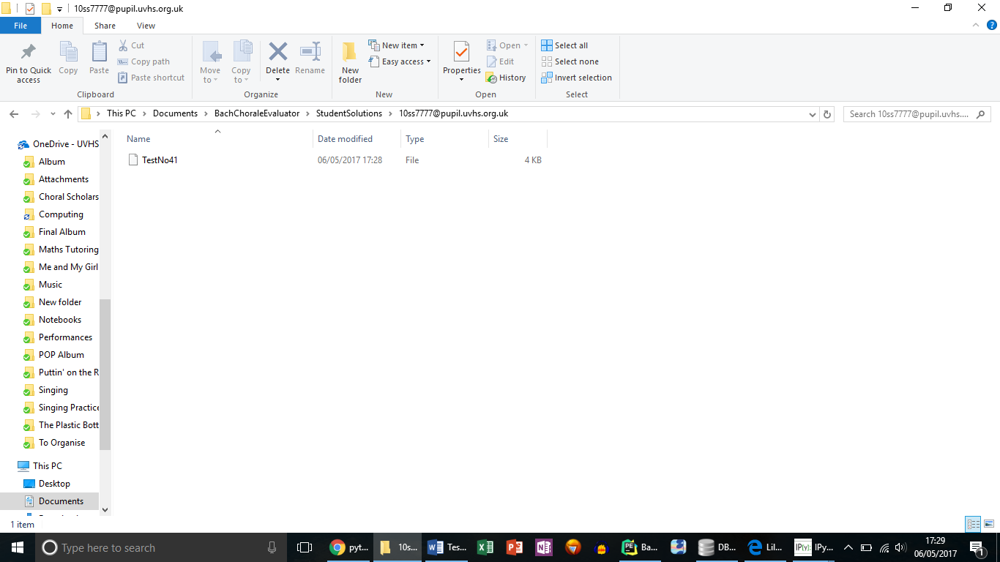 10ss7777@pupil.uvhs.org.uk
File Home Share View
Pin to Quick access
Copy
Paste
Cut
Copy path
Paste shortcut
Clipboard
Move to
Copy to
Delete
Rename
Organize
New folder
New item
Easy access
New
Properties
Open
Edit
History
Open
Select all
Select none
Invert selection
Select
This PC > Documents > BachChoraleEvaluator > StudentSolutions > 10ss7777@pupil.uvhs.org.uk
Search 10ss7777@pupil.uvhs....
OneDrive - UVHS
Album
Attachments
Choral Scholars
Computing
Final Album
Maths Tutoring
Me and My Girl
Music
New folder
Notebooks
Performances
POP Album
Puttin' on the R
Singing
Singing Practice
The Plastic Bott
To Organise
This PC
Desktop
Documents
Name Date modified Type Size
TestNo41 06/05/2017 17:28 File 4 KB
1 item
Type here to search
pyt...
10s...
Tes...
Ba...
DB...
Lil...
IP[y]: IPy...
17:29
06/05/2017
1